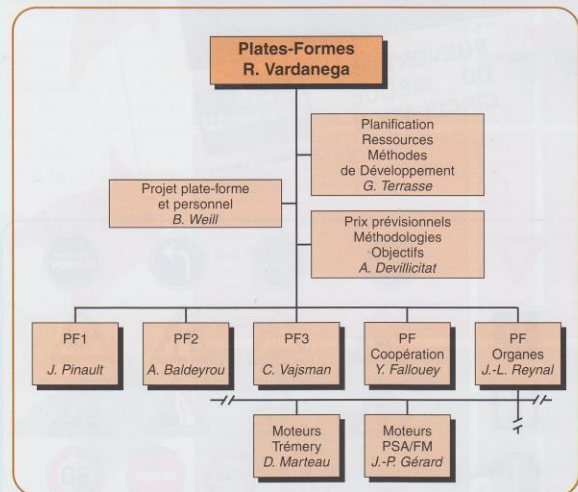 Plates-Formes
R. Vardanega
Planification
Ressources
Méthodes
de Développement
G. Terrasse
Projet plate-forme
et personnel
B. Weill
Prix prévisionnels
Méthodologies
Objectifs
A. Devillicitat
PF1
J. Pinault
PF2
A. Baldeyrou
PF3
C. Vajsman
PF
Coopération
Y. Fallouey
PF
Organes
J.-L. Reynal
Moteurs
Trémery
D. Marteau
Moteurs
PSA/FM
J.-P. Gérard